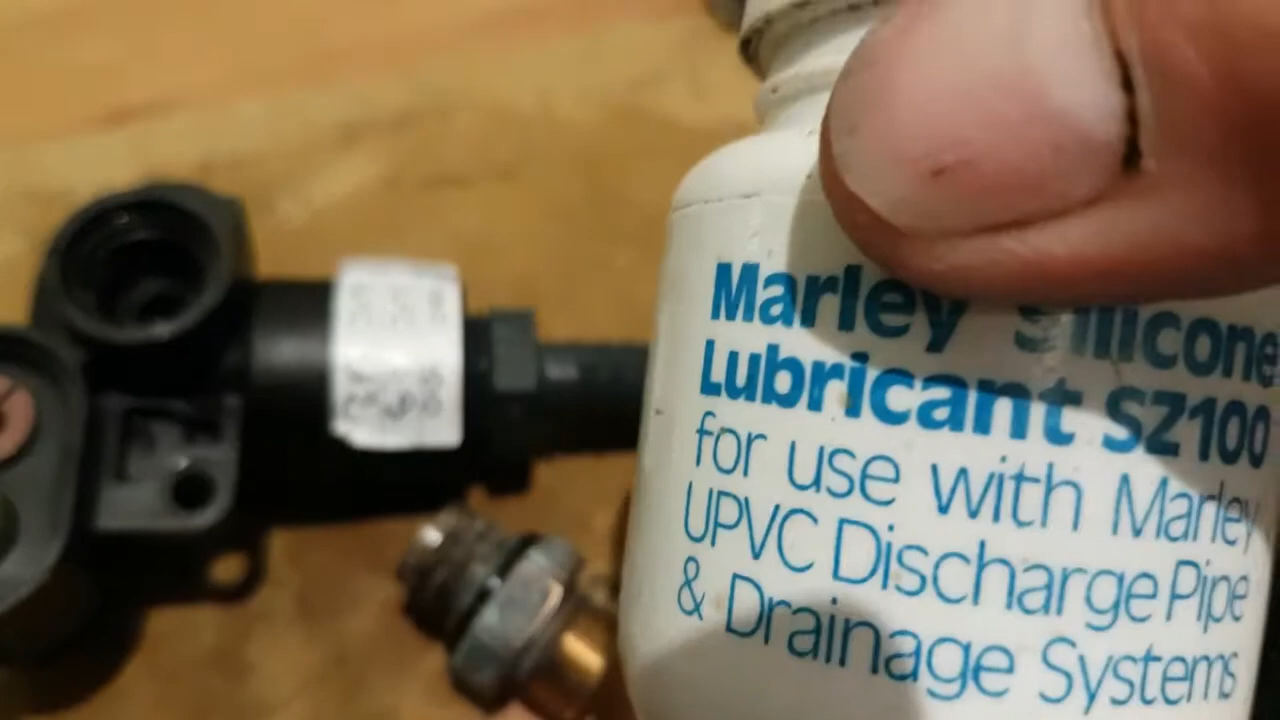 Marley Silicone
Lubricant SZ100
for use with Marley
UPVC Discharge Pipe
& Drainage Systems